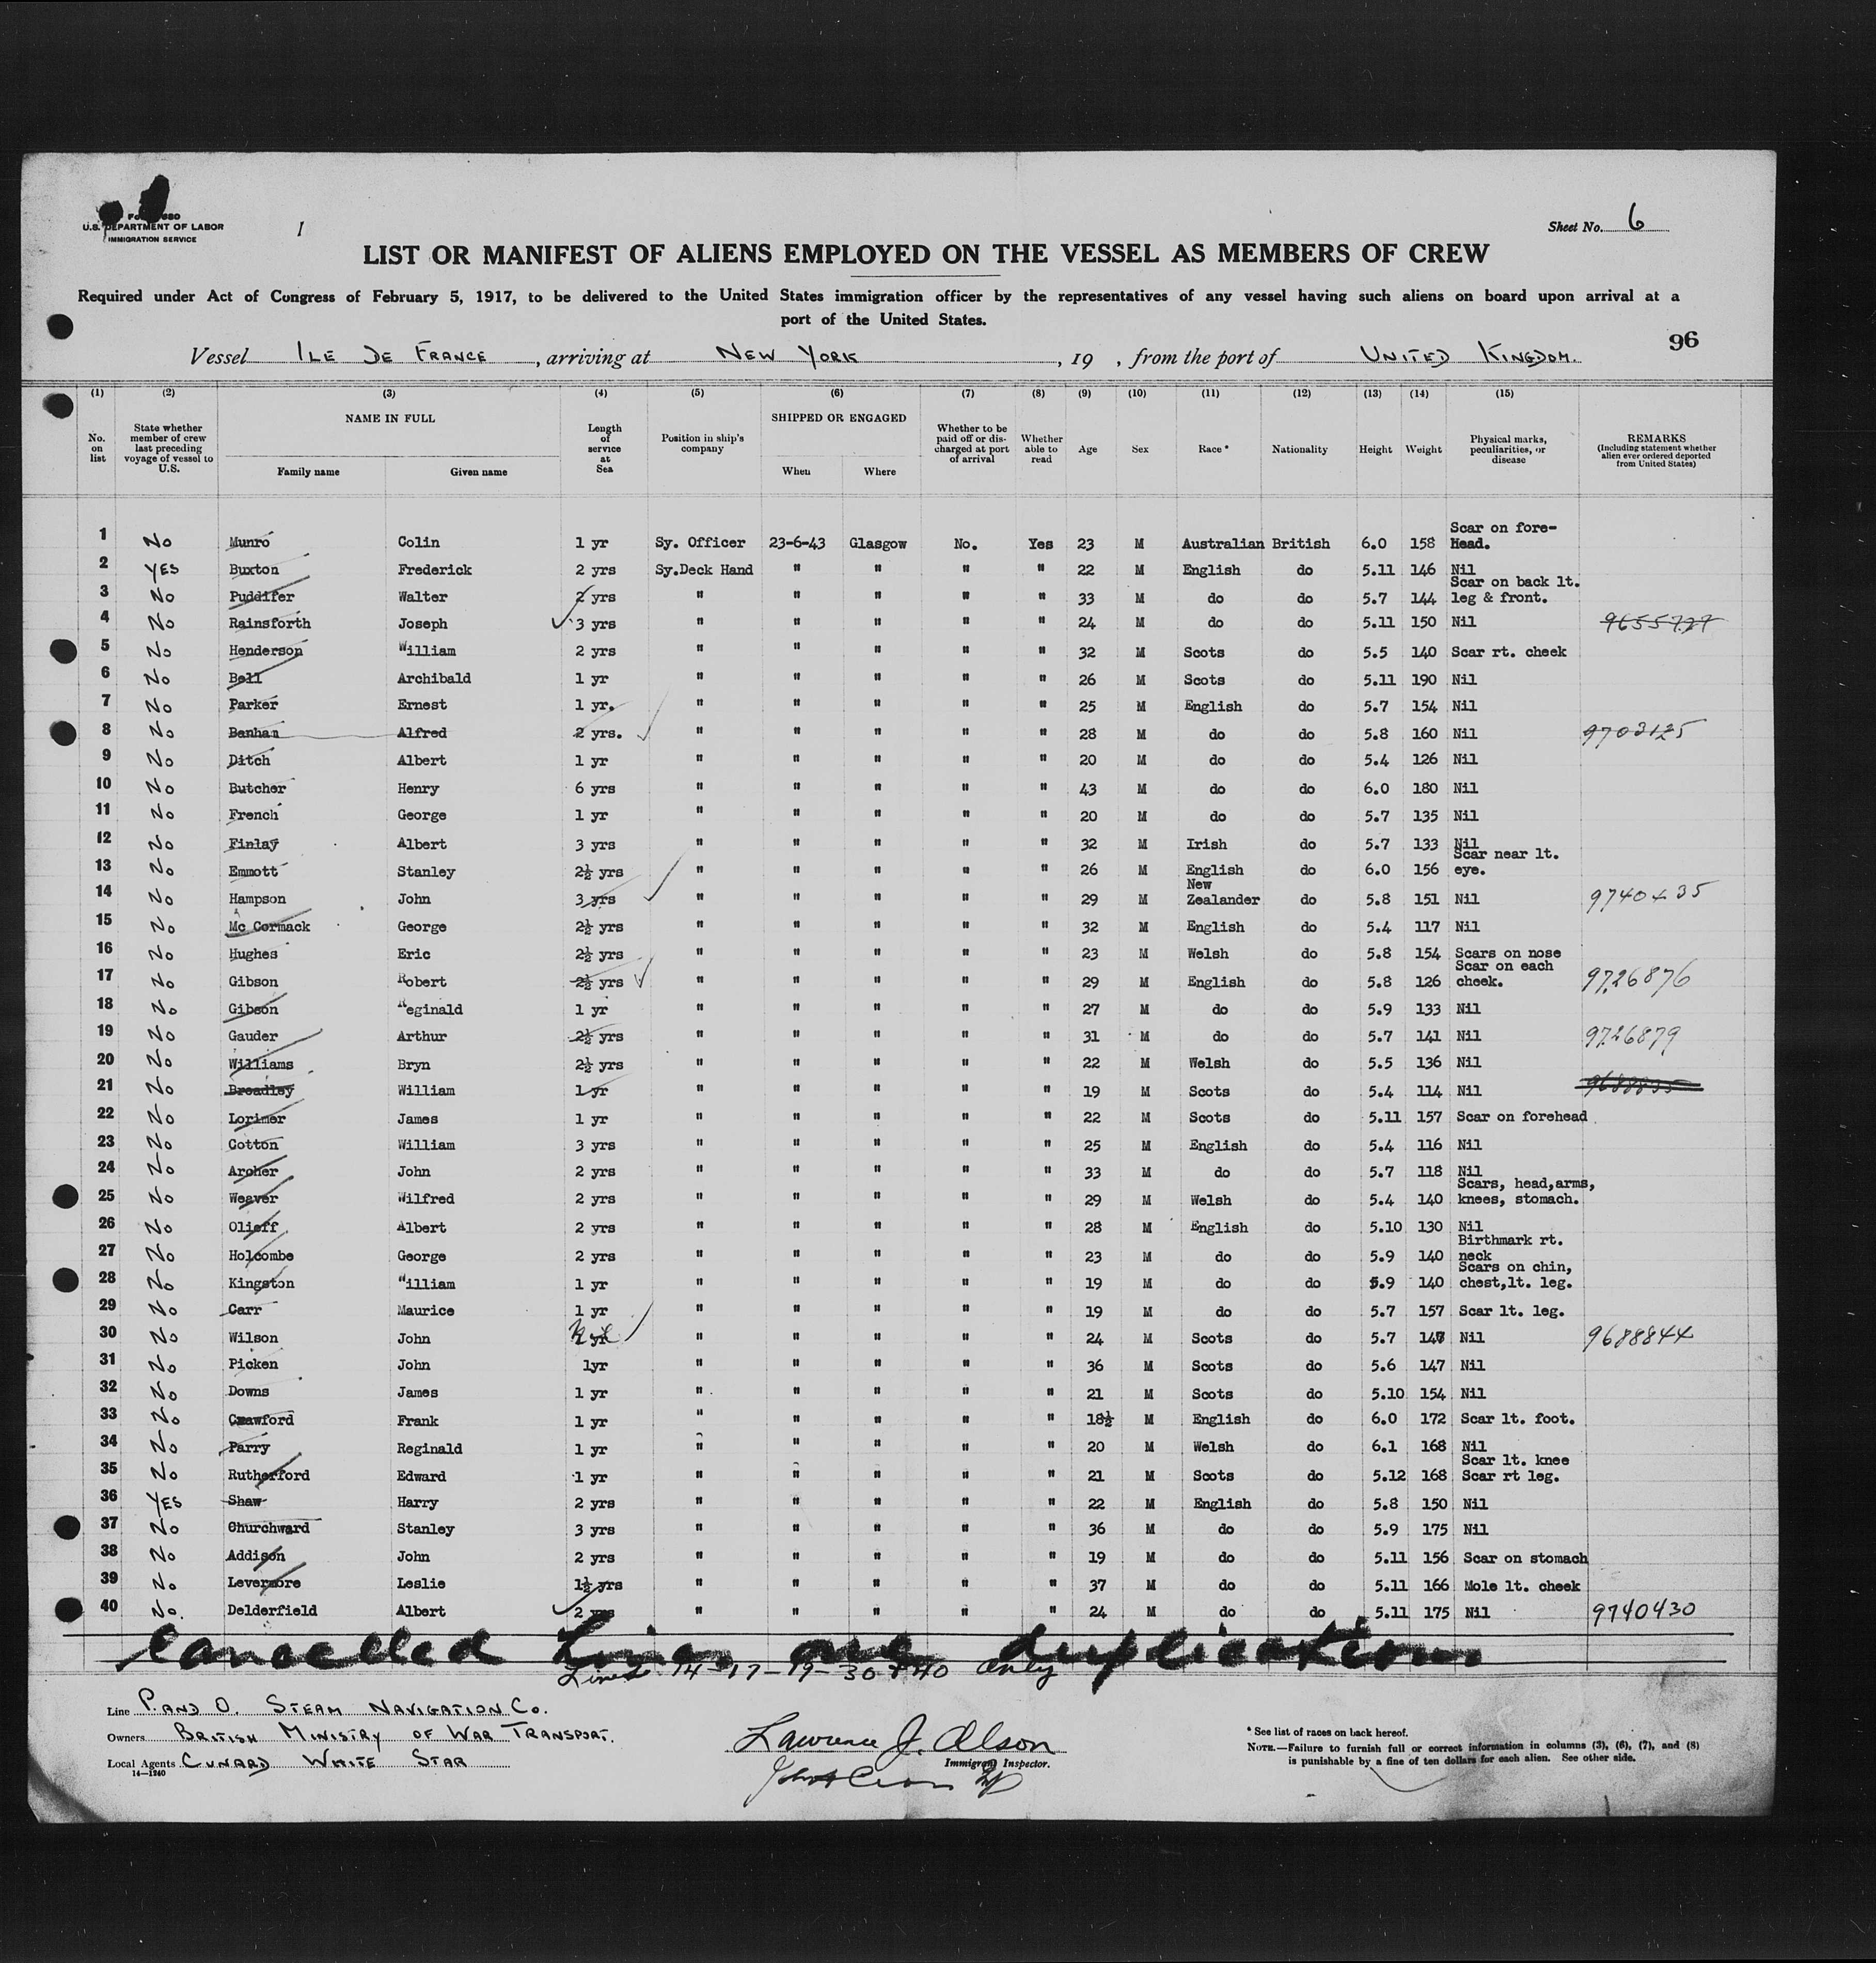 U.S. DEPARTMENT OF LABOR
IMMIGRATION SERVICE
1
Sheet No. 6
LIST OR MANIFEST OF ALIENS EMPLOYED ON THE VESSEL AS MEMBERS OF CREW
Required under Act of Congress of February 5, 1917, to be delivered to the United States immigration officer by the representatives of any vessel having such aliens on board upon arrival at a
port of the United States.
96
Vessel ILE DE FRANCE, arriving at NEW YORK, 19 , from the port of UNITED KINGDOM.
(1) (2) (3) (4) (5) (6) (7) (8) (9) (10) (11) (12) (13) (14) (15)
No. on list State whether member of crew last preceding voyage of vessel to U.S. NAME IN FULL Family name Given name Length of service at Sea Position in ship's company SHIPPED OR ENGAGED When Where Whether to be paid off or discharged at port of arrival Whether able to read Age Sex Race* Nationality Height Weight Physical marks, peculiarities, or disease REMARKS (Including statement whether alien ever ordered deported from United States)
1 No Munro Colin 1 yr Sy. Officer 23-6-43 Glasgow No. Yes 23 M Australian British 6.0 158 Scar on fore-Head.
2 YES Buxton Frederick 2 yrs Sy.Deck Hand " " " " 22 M English do 5.11 146 Nil
3 No Puddifer Walter 2 yrs " " " " " 33 M do do 5.7 144 Scar on back lt. leg & front.
4 No Rainsforth Joseph 3 yrs " " " " " 24 M do do 5.11 150 Nil
5 No Henderson William 2 yrs " " " " " 32 M Scots do 5.5 140 Scar rt. cheek
6 No Bell Archibald 1 yr " " " " " 26 M Scots do 5.11 190 Nil
7 No Parker Ernest 1 yr. " " " " " 25 M English do 5.7 154 Nil
8 No Banhan Alfred 2 yrs. " " " " " 28 M do do 5.8 160 Nil
9 No Ditch Albert 1 yr " " " " " 20 M do do 5.4 126 Nil
10 No Butcher Henry 6 yrs " " " " " 43 M do do 6.0 180 Nil
11 No French George 1 yr " " " " " 20 M do do 5.7 135 Nil
12 No Finlay Albert 3 yrs " " " " " 32 M Irish do 5.7 133 Nil
13 No Emmott Stanley 2½ yrs " " " " " 26 M English do 6.0 156 Scar near lt. eye.
14 No Hampson John 3 yrs " " " " " 29 M New Zealander do 5.8 151 Nil
15 No Mc Cormack George 2½ yrs " " " " " 32 M English do 5.4 117 Nil
16 No Hughes Eric 2½ yrs " " " " " 23 M Welsh do 5.8 154 Scars on nose
17 No Gibson Robert 2½ yrs " " " " " 29 M English do 5.8 126 Scar on each cheek. 9726876
18 No Gibson Reginald 1 yr " " " " " 27 M do do 5.9 133 Nil
19 No Gauder Arthur 2½ yrs " " " " " 31 M do do 5.7 141 Nil 9726879
20 No Williams Bryn 2½ yrs " " " " " 22 M Welsh do 5.5 136 Nil
21 No Broadley William 1 yr " " " " " 19 M Scots do 5.4 114 Nil
22 No Lorimer James 1 yr " " " " " 22 M Scots do 5.11 157 Scar on forehead
23 No Cotton William 3 yrs " " " " " 25 M English do 5.4 116 Nil
24 No Archer John 2 yrs " " " " " 33 M do do 5.7 118 Nil
25 No Weaver Wilfred 2 yrs " " " " " 29 M Welsh do 5.4 140 Scars, head,arms, knees, stomach.
26 No Olieff Albert 2 yrs " " " " " 28 M English do 5.10 130 Nil
27 No Holcombe George 2 yrs " " " " " 23 M do do 5.9 140 Birthmark rt. neck
28 No Kingston William 1 yr " " " " " 19 M do do 5.9 140 Scars on chin, chest,lt. leg.
29 No Carr Maurice 1 yr " " " " " 19 M do do 5.7 157 Scar lt. leg.
30 No Wilson John yr " " " " " 24 M Scots do 5.7 147 Nil 9688844
31 No Picken John 1yr " " " " " 36 M Scots do 5.6 147 Nil
32 No Downs James 1 yr " " " " " 21 M Scots do 5.10 154 Nil
33 No Crawford Frank 1 yr " " " " " 18½ M English do 6.0 172 Scar lt. foot.
34 No Parry Reginald 1 yr " " " " " 20 M Welsh do 6.1 168 Nil
35 No Rutherford Edward 1 yr " " " " " 21 M Scots do 5.12 168 Scar lt. knee Scar rt leg.
36 YES Shaw Harry 2 yrs " " " " " 22 M English do 5.8 150 Nil
37 No Churchward Stanley 3 yrs " " " " " 36 M do do 5.9 175 Nil
38 No Addison John 2 yrs " " " " " 19 M do do 5.11 156 Scar on stomach
39 No Levermore Leslie 1½ yrs " " " " " 37 M do do 5.11 166 Mole lt. cheek
40 No. Delderfield Albert 2 yrs " " " " " 24 M do do 5.11 175 Nil 9740430
Cancelled Lines are duplications
Lines 14-17-19-30+40 only
Line P. AND O. STEAM NAVIGATION CO.
Owners BRITISH MINISTRY OF WAR TRANSPORT.
Local Agents CUNARD WHITE STAR
14-1240
Lawrence J. Olson
Immigrant Inspector.
* See list of races on back hereof.
NOTE.—Failure to furnish full or correct information in columns (3), (6), (7), and (8)
is punishable by a fine of ten dollars for each alien. See other side.